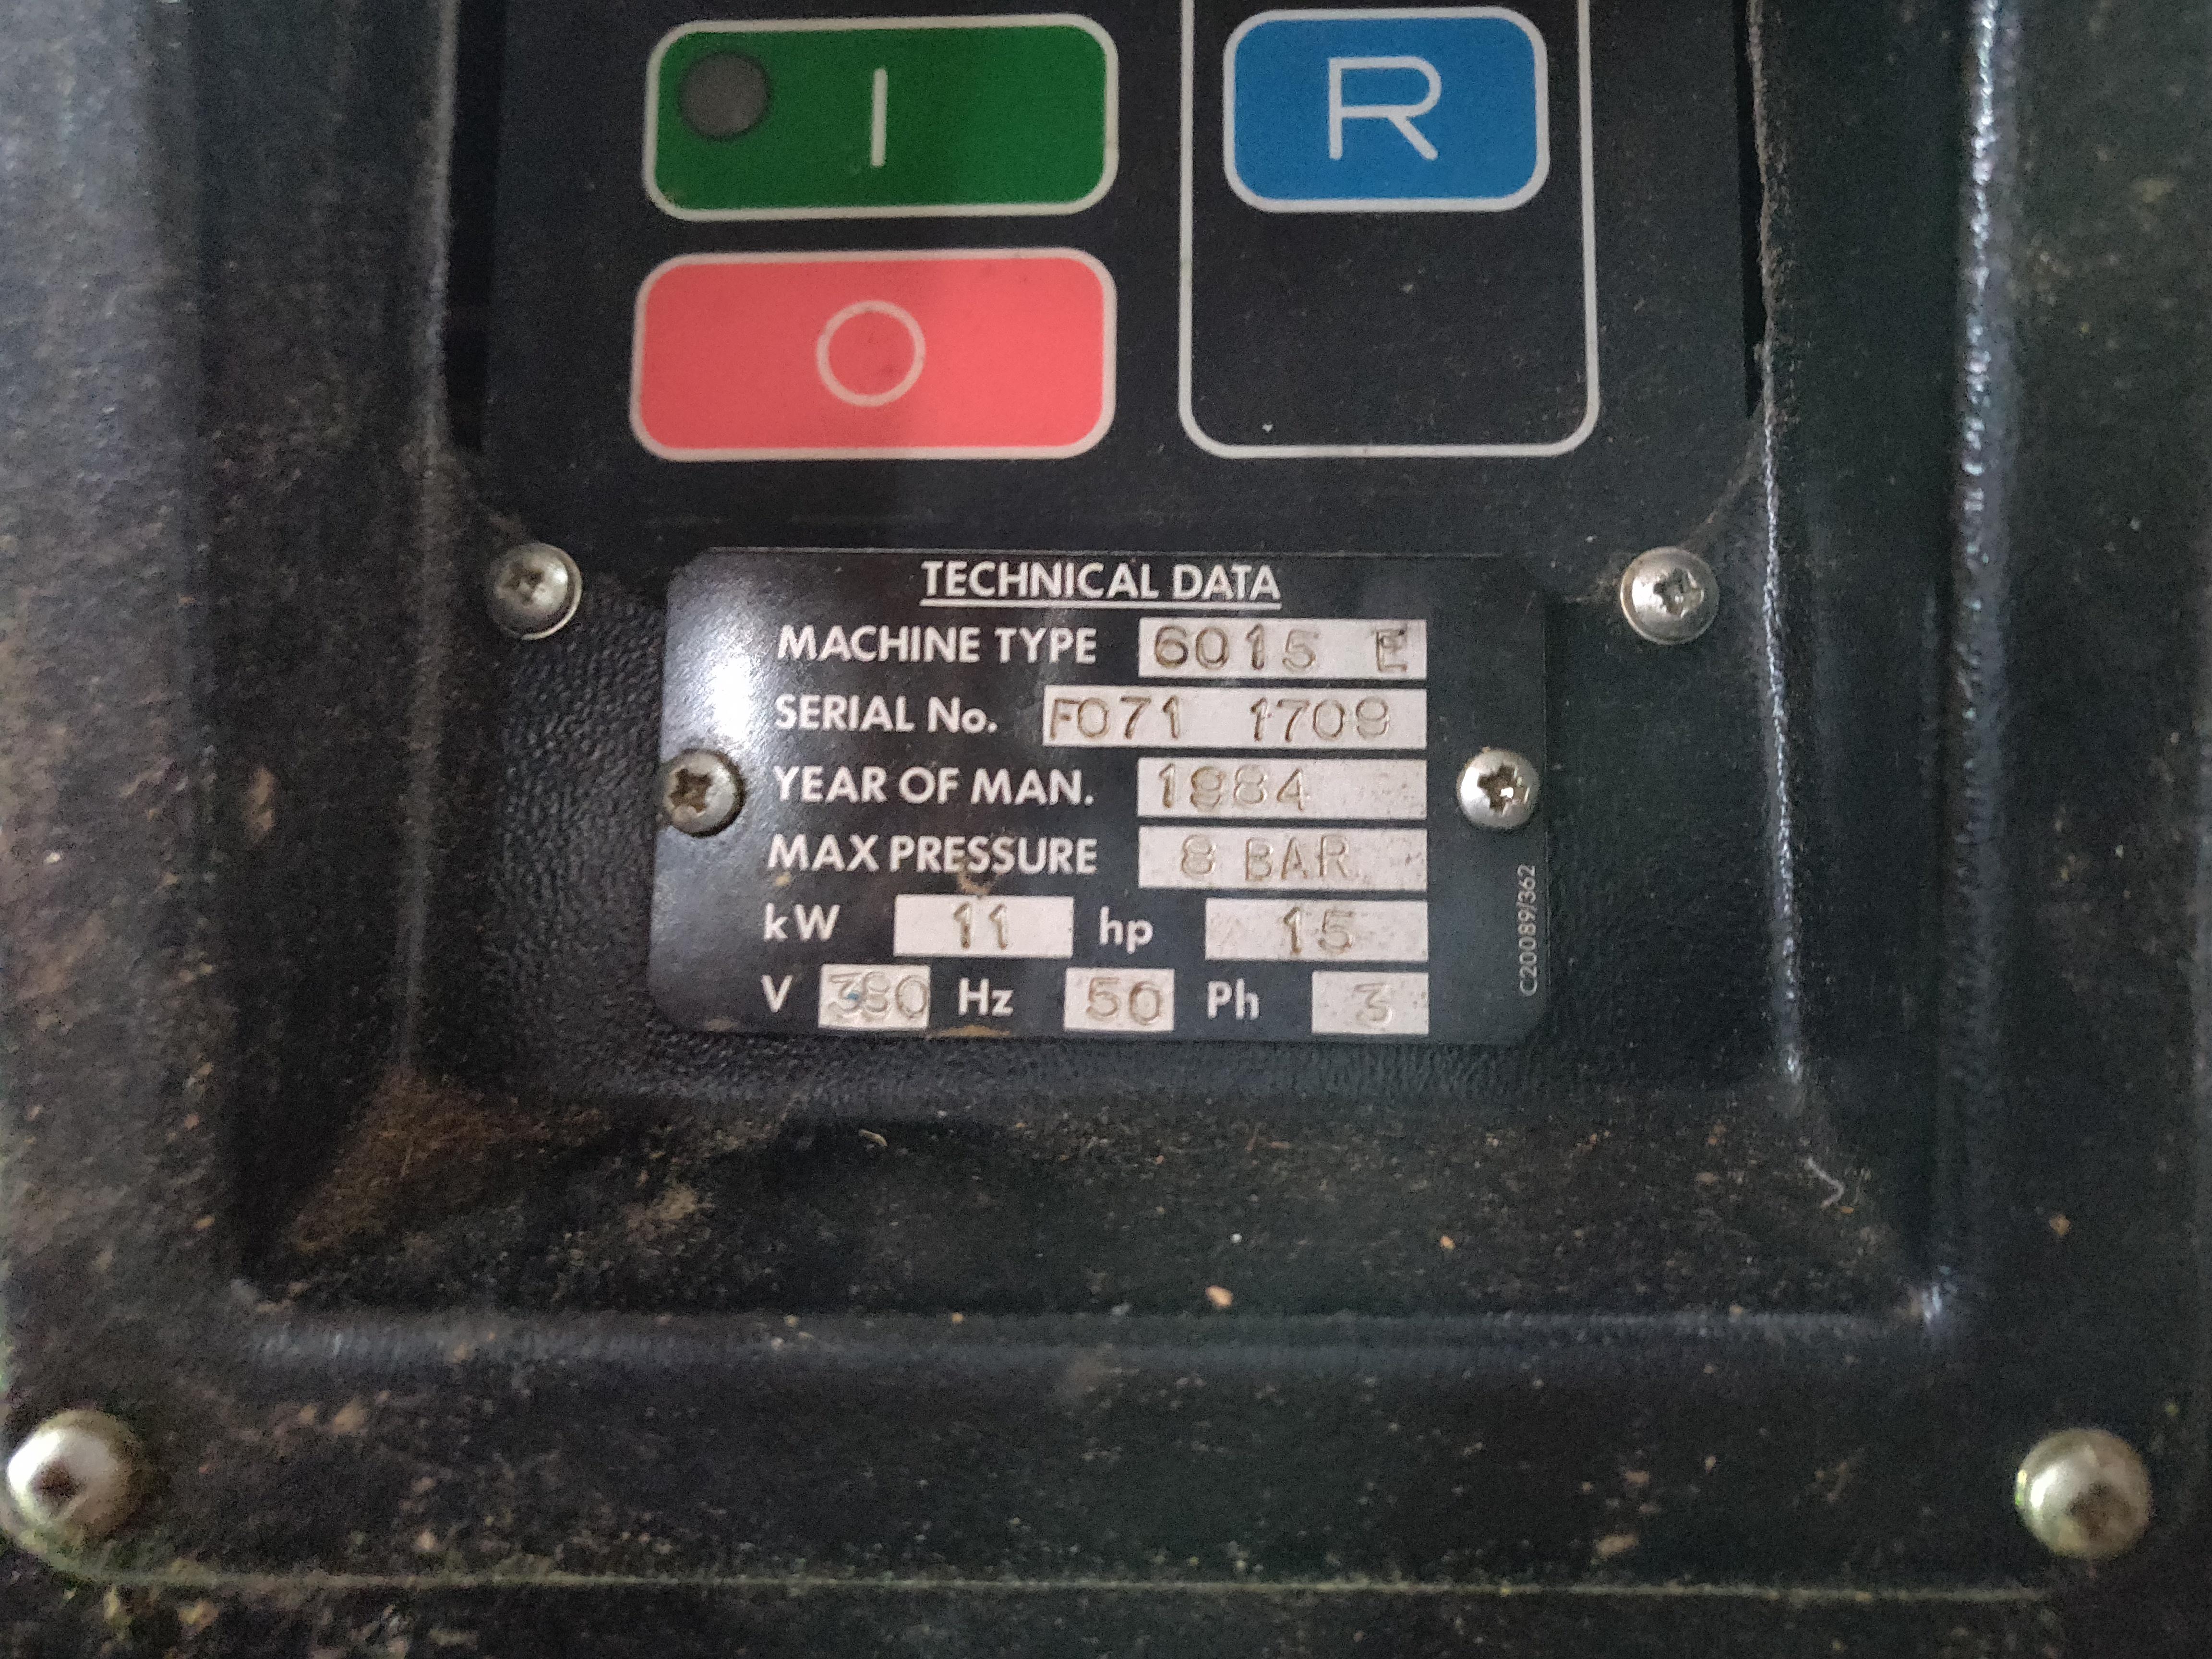 I R
O
TECHNICAL DATA
MACHINE TYPE 6015 E
SERIAL No. F071 1709
YEAR OF MAN. 1984
MAX PRESSURE 8 BAR
kW 11 hp 15
V 380 Hz 50 Ph 3
C20089/362